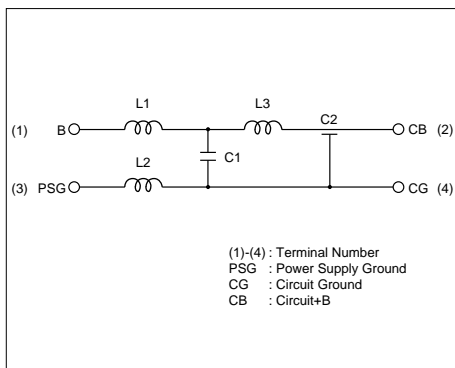 L1 L3 C2
(1) B CB (2)
C1
L2
(3) PSG CG (4)
(1)-(4) : Terminal Number
PSG : Power Supply Ground
CG : Circuit Ground
CB : Circuit+B